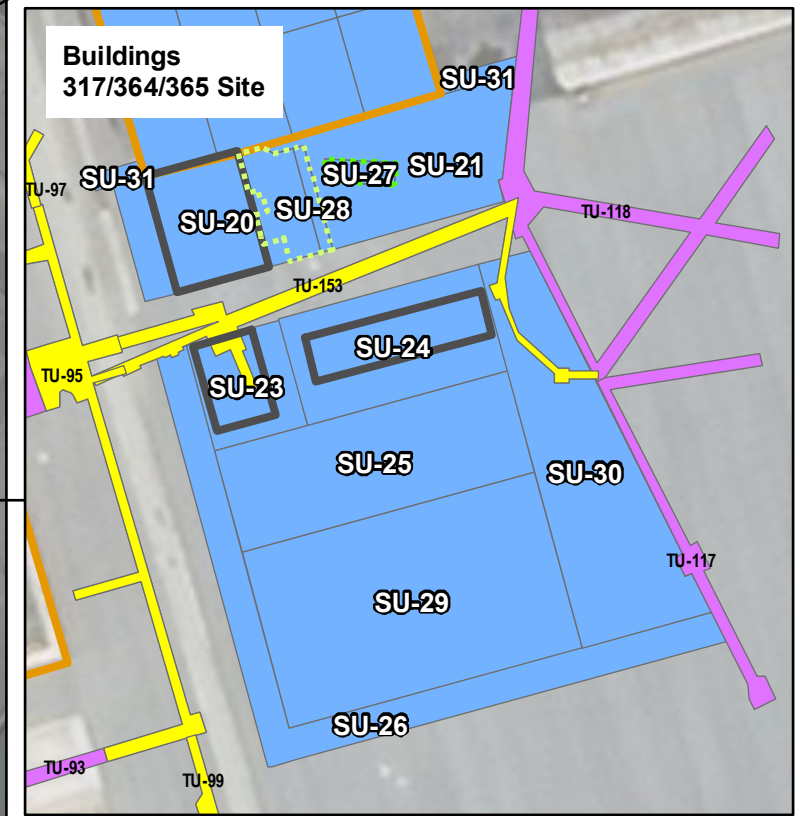 Buildings
317/364/365 Site
SU-31
SU-31
SU-27
SU-21
TU-97
SU-20
SU-28
TU-118
TU-153
SU-24
TU-95
SU-23
SU-25
SU-30
TU-117
SU-29
SU-26
TU-93
TU-99